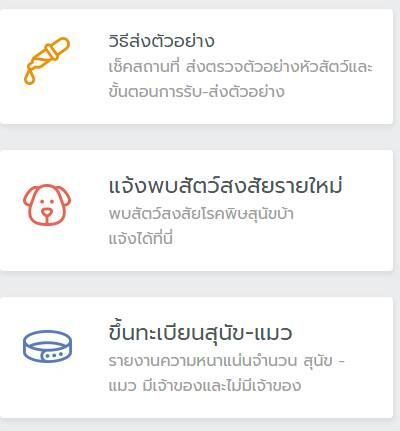 วิธีส่งตัวอย่าง
เช็คสถานที่ ส่งตรวจตัวอย่างหัวสัตว์และ
ขั้นตอนการรับ-ส่งตัวอย่าง
แจ้งพบสัตว์สงสัยรายใหม่
พบสัตว์สงสัยโรคพิษสุนัขบ้า
แจ้งได้ที่นี่
ขึ้นทะเบียนสุนัข-แมว
รายงานความหนาแน่นจำนวน สุนัข -
แมว มีเจ้าของและไม่มีเจ้าของ